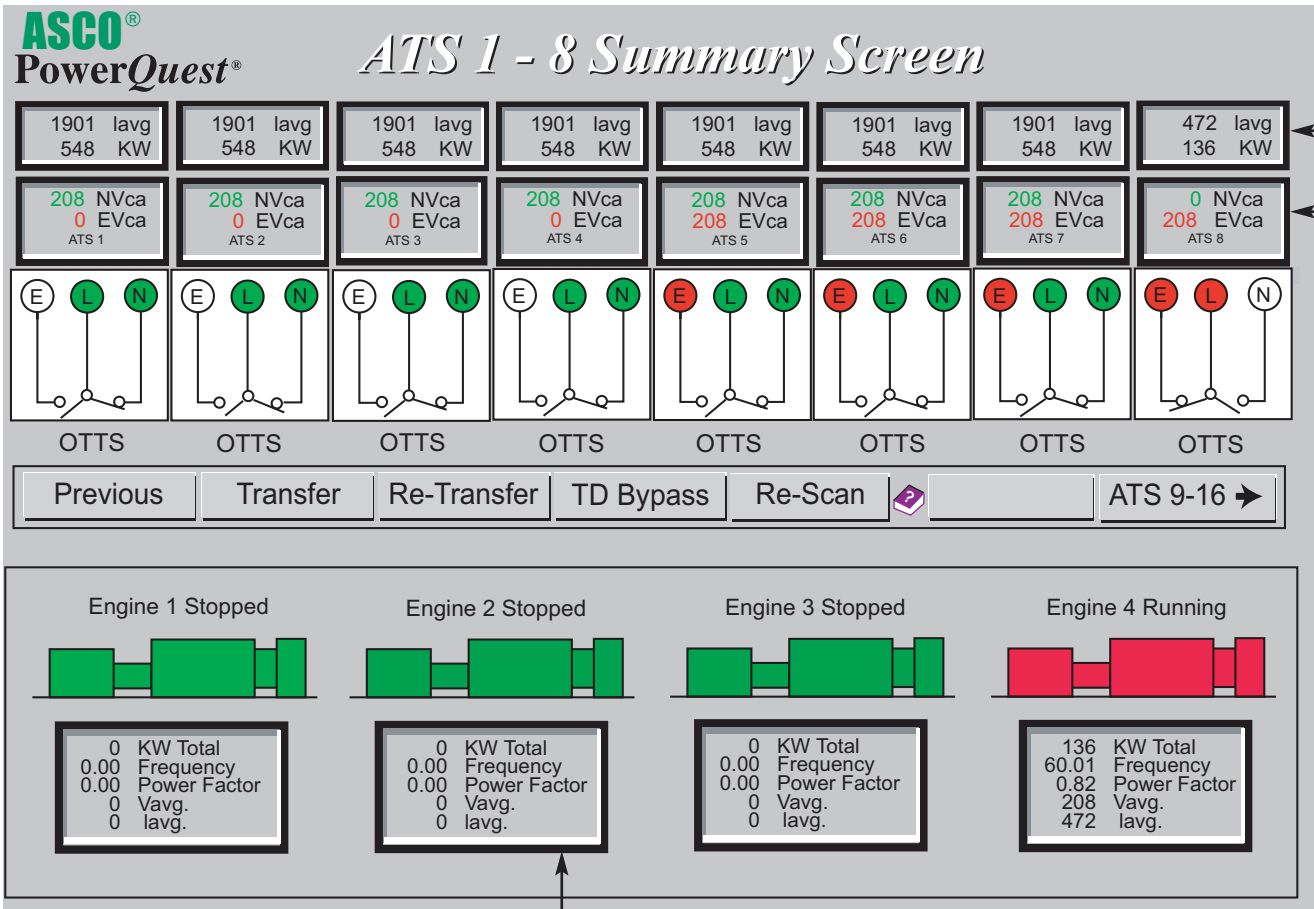 ASCO®
PowerQuest®
ATS 1 - 8 Summary Screen
1901 Iavg
548 KW
1901 Iavg
548 KW
1901 Iavg
548 KW
1901 Iavg
548 KW
1901 Iavg
548 KW
1901 Iavg
548 KW
1901 Iavg
548 KW
472 Iavg
136 KW
208 NVca
0 EVca
ATS 1
208 NVca
0 EVca
ATS 2
208 NVca
0 EVca
ATS 3
208 NVca
0 EVca
ATS 4
208 NVca
208 EVca
ATS 5
208 NVca
208 EVca
ATS 6
208 NVca
208 EVca
ATS 7
0 NVca
208 EVca
ATS 8
E L N
E L N
E L N
E L N
E L N
E L N
E L N
E L N
OTTS
OTTS
OTTS
OTTS
OTTS
OTTS
OTTS
OTTS
Previous
Transfer
Re-Transfer
TD Bypass
Re-Scan
?
ATS 9-16
Engine 1 Stopped
0 KW Total
0.00 Frequency
0.00 Power Factor
0 Vavg.
0 Iavg.
Engine 2 Stopped
0 KW Total
0.00 Frequency
0.00 Power Factor
0 Vavg.
0 Iavg.
Engine 3 Stopped
0 KW Total
0.00 Frequency
0.00 Power Factor
0 Vavg.
0 Iavg.
Engine 4 Running
136 KW Total
60.01 Frequency
0.82 Power Factor
208 Vavg.
472 Iavg.